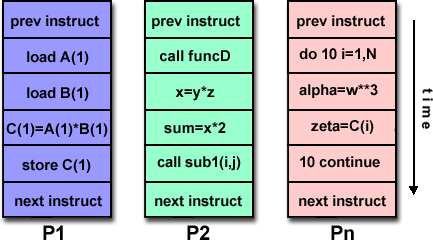 prev instruct
load A(1)
load B(1)
C(1)=A(1)*B(1)
store C(1)
next instruct
P1
prev instruct
call funcD
x=y*z
sum=x*2
call sub1(i,j)
next instruct
P2
prev instruct
do 10 i=1,N
alpha=w**3
zeta=C(i)
10 continue
next instruct
Pn
time